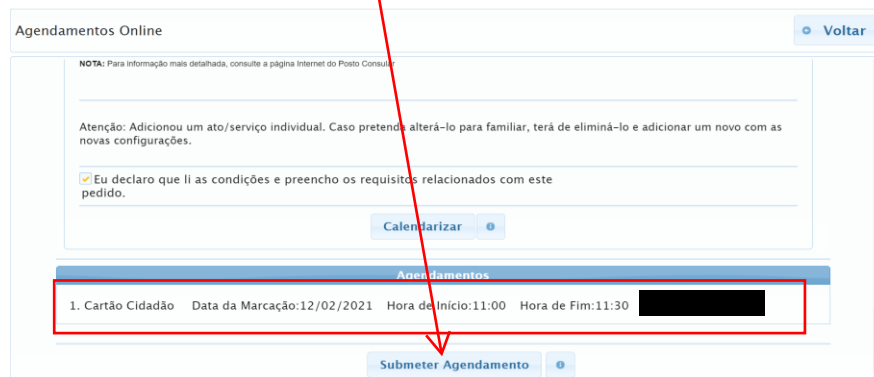 Agendamentos Online
Voltar
NOTA: Para informação mais detalhada, consulte a página Internet do Posto Consular
Atenção: Adicionou um ato/serviço individual. Caso pretenda alterá-lo para familiar, terá de eliminá-lo e adicionar um novo com as
novas configurações.
Eu declaro que li as condições e preencho os requisitos relacionados com este
pedido.
Calendarizar
Agendamentos
1. Cartão Cidadão Data da Marcação:12/02/2021 Hora de Início:11:00 Hora de Fim:11:30
Submeter Agendamento